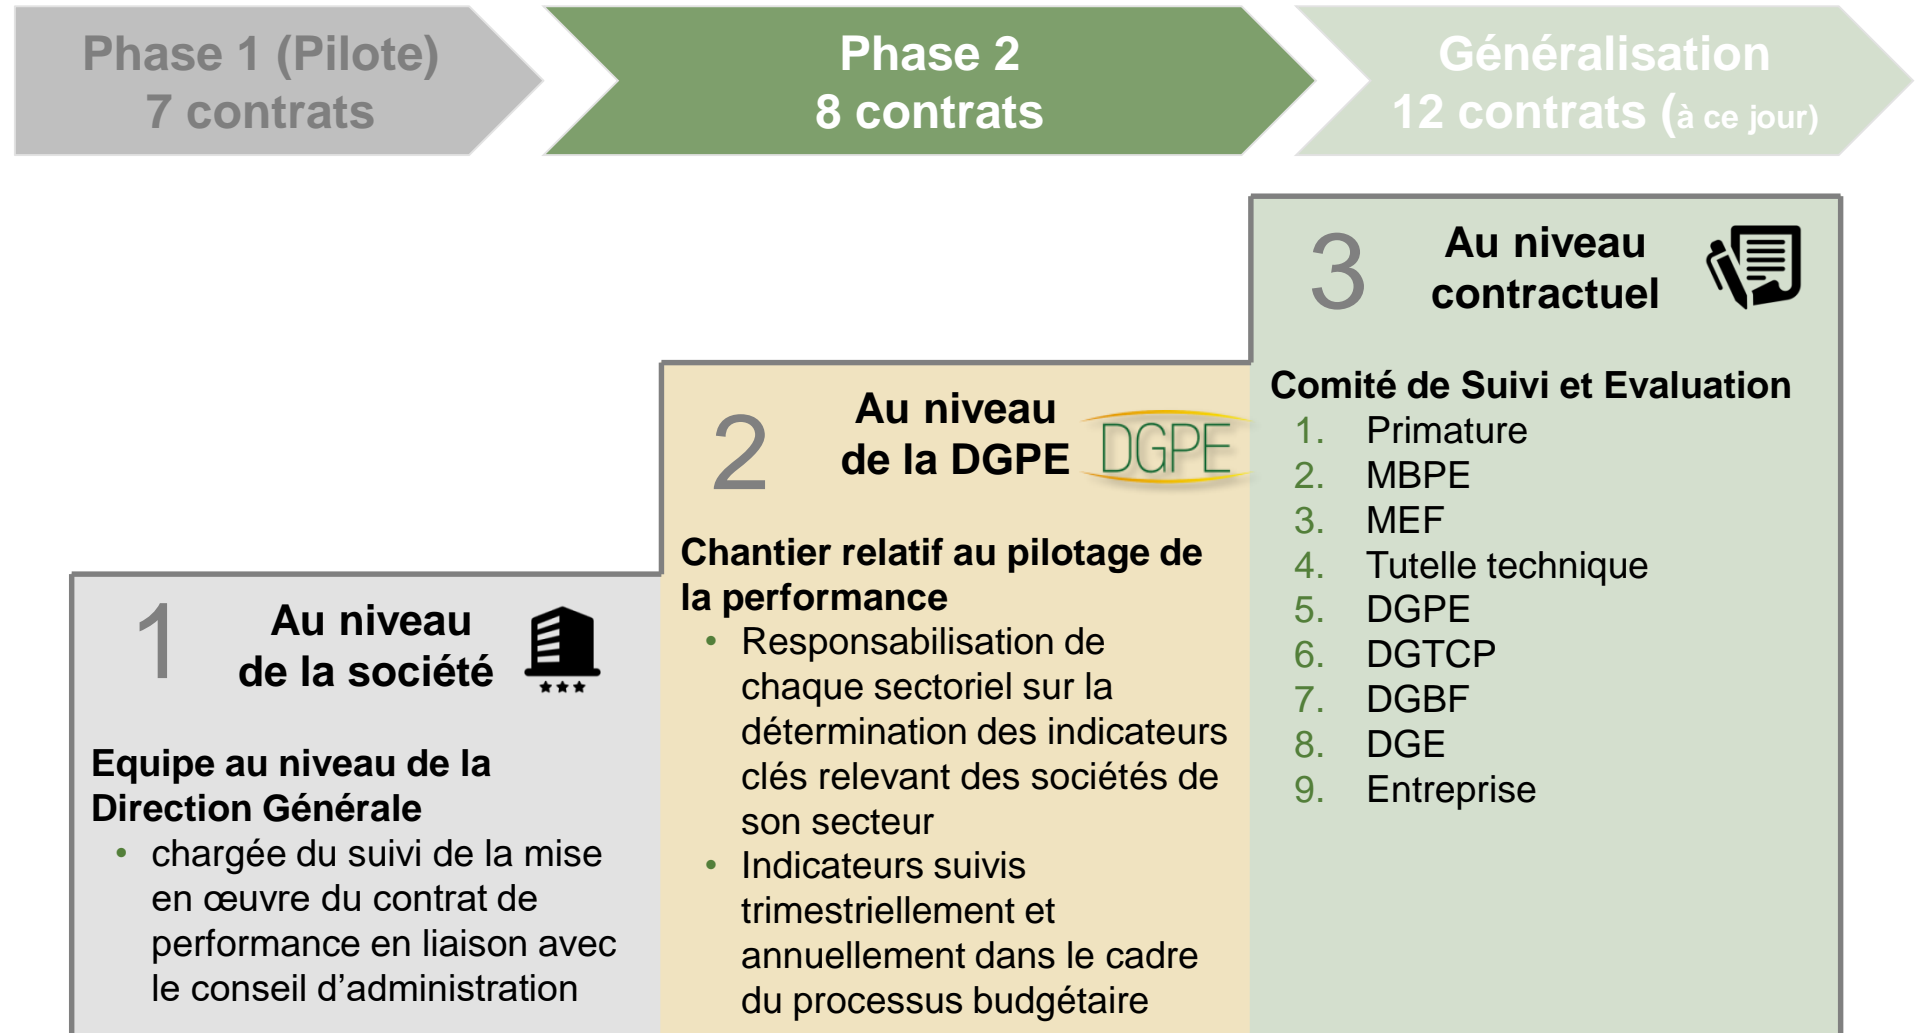 Phase 1 (Pilote)
7 contrats
Phase 2
8 contrats
Généralisation
12 contrats (à ce jour)
1
Au niveau
de la société
Equipe au niveau de la
Direction Générale
• chargée du suivi de la mise
en œuvre du contrat de
performance en liaison avec
le conseil d’administration
2
Au niveau
de la DGPE
DGPE
Chantier relatif au pilotage de
la performance
• Responsabilisation de
chaque sectoriel sur la
détermination des indicateurs
clés relevant des sociétés de
son secteur
• Indicateurs suivis
trimestriellement et
annuellement dans le cadre
du processus budgétaire
3
Au niveau
contractuel
Comité de Suivi et Evaluation
1. Primature
2. MBPE
3. MEF
4. Tutelle technique
5. DGPE
6. DGTCP
7. DGBF
8. DGE
9. Entreprise